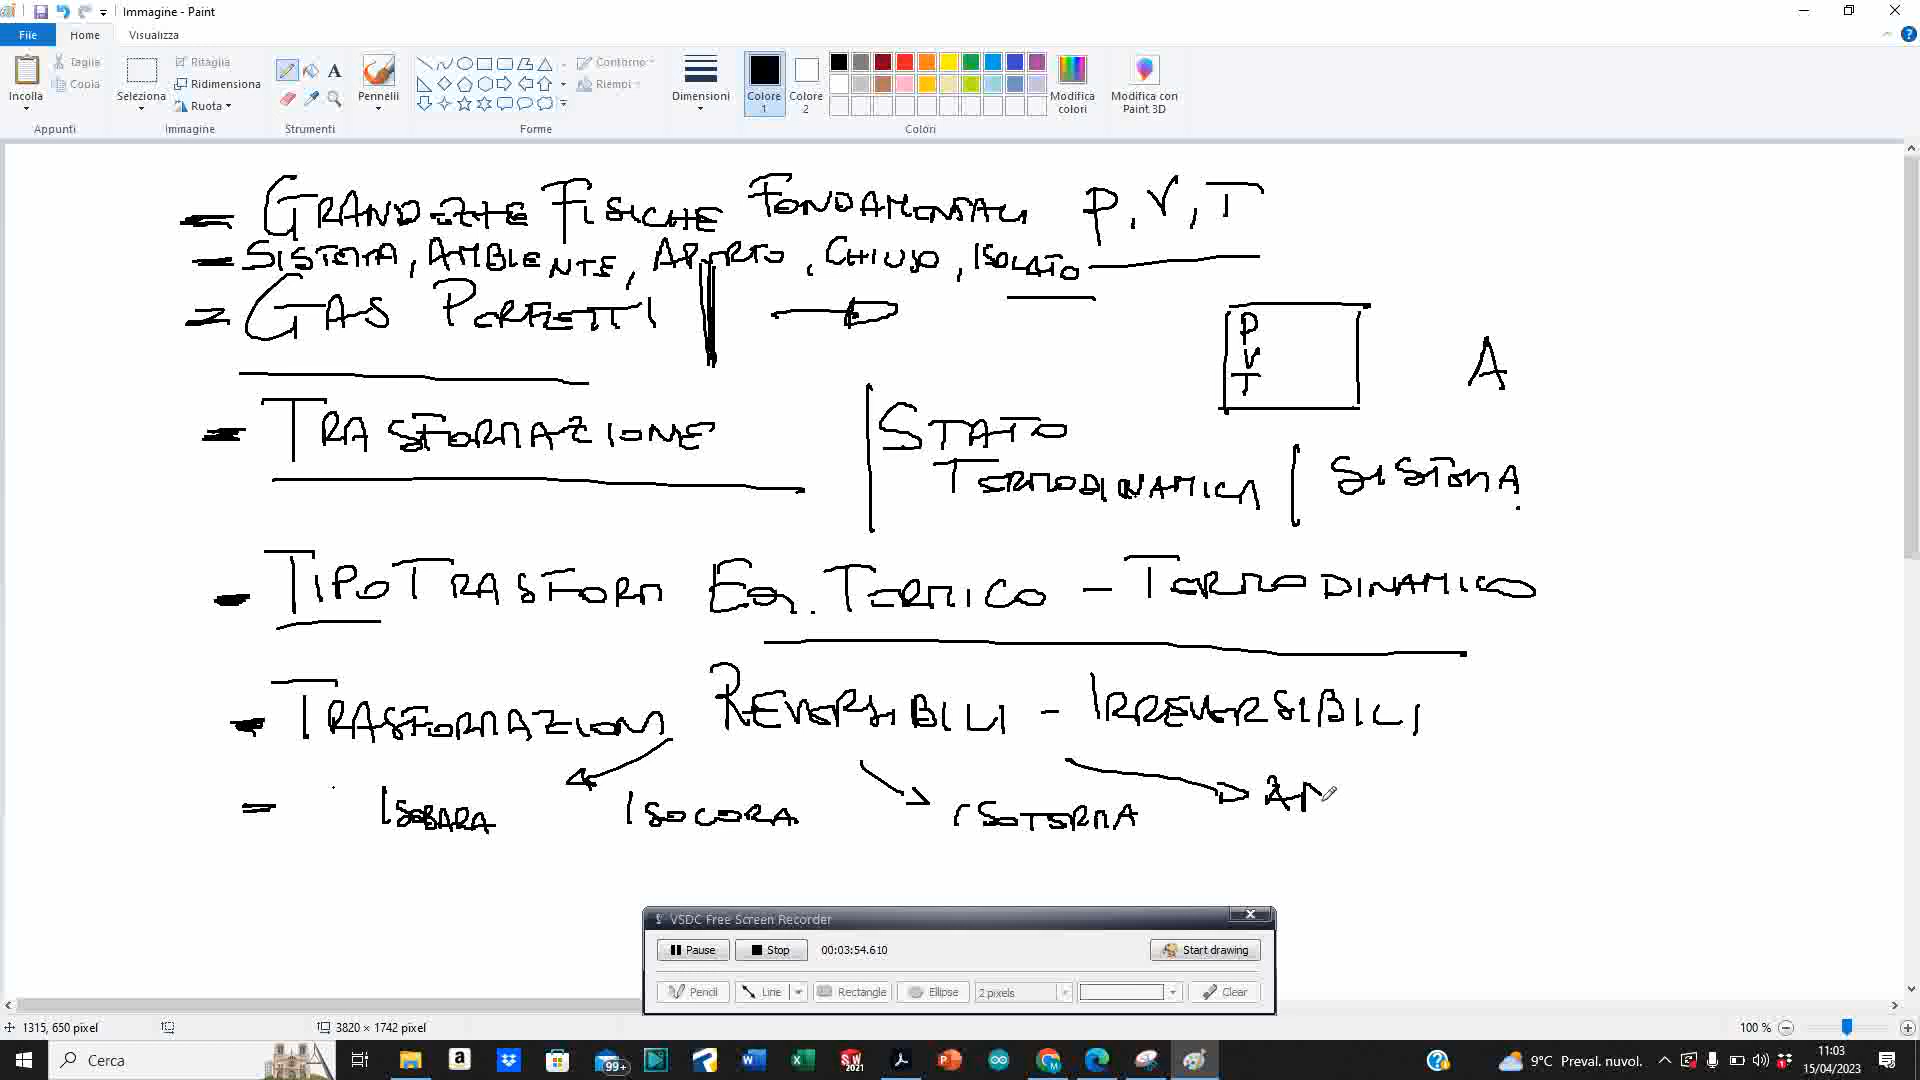 Immagine - Paint
File Home Visualizza
Incolla Taglia Copia Seleziona Ritaglia Ridimensiona Ruota A Pennelli Contorno Riempi Dimensioni Colore 1 Colore 2 Modifica colori Modifica con Paint 3D
Appunti Immagine Strumenti Forme Colori
GRANDEZZE FISICHE FONDAMENTALI P, V, T
SISTEMA, AMBIENTE, APERTO, CHIUSO, ISOLATO
GAS PERFETTI
P
V
T
A
TRASFORMAZIONE
STATO
TERMODINAMICA
SISTEMA
TIPO TRASFORM EQ. TERMICO - TERMODINAMICO
TRASFORMAZIONI REVERSIBILI - IRREVERSIBILI
ISOBARA ISOCORA ISOTERMA
VSDC Free Screen Recorder
Pause Stop 00:03:54.610 Start drawing
Pencil Line Rectangle Ellipse 2 pixels Clear
1315, 650 pixel 3820 × 1742 pixel 100 %
Cerca 99+ 2021 9°C Preval. nuvol. 11:03
15/04/2023